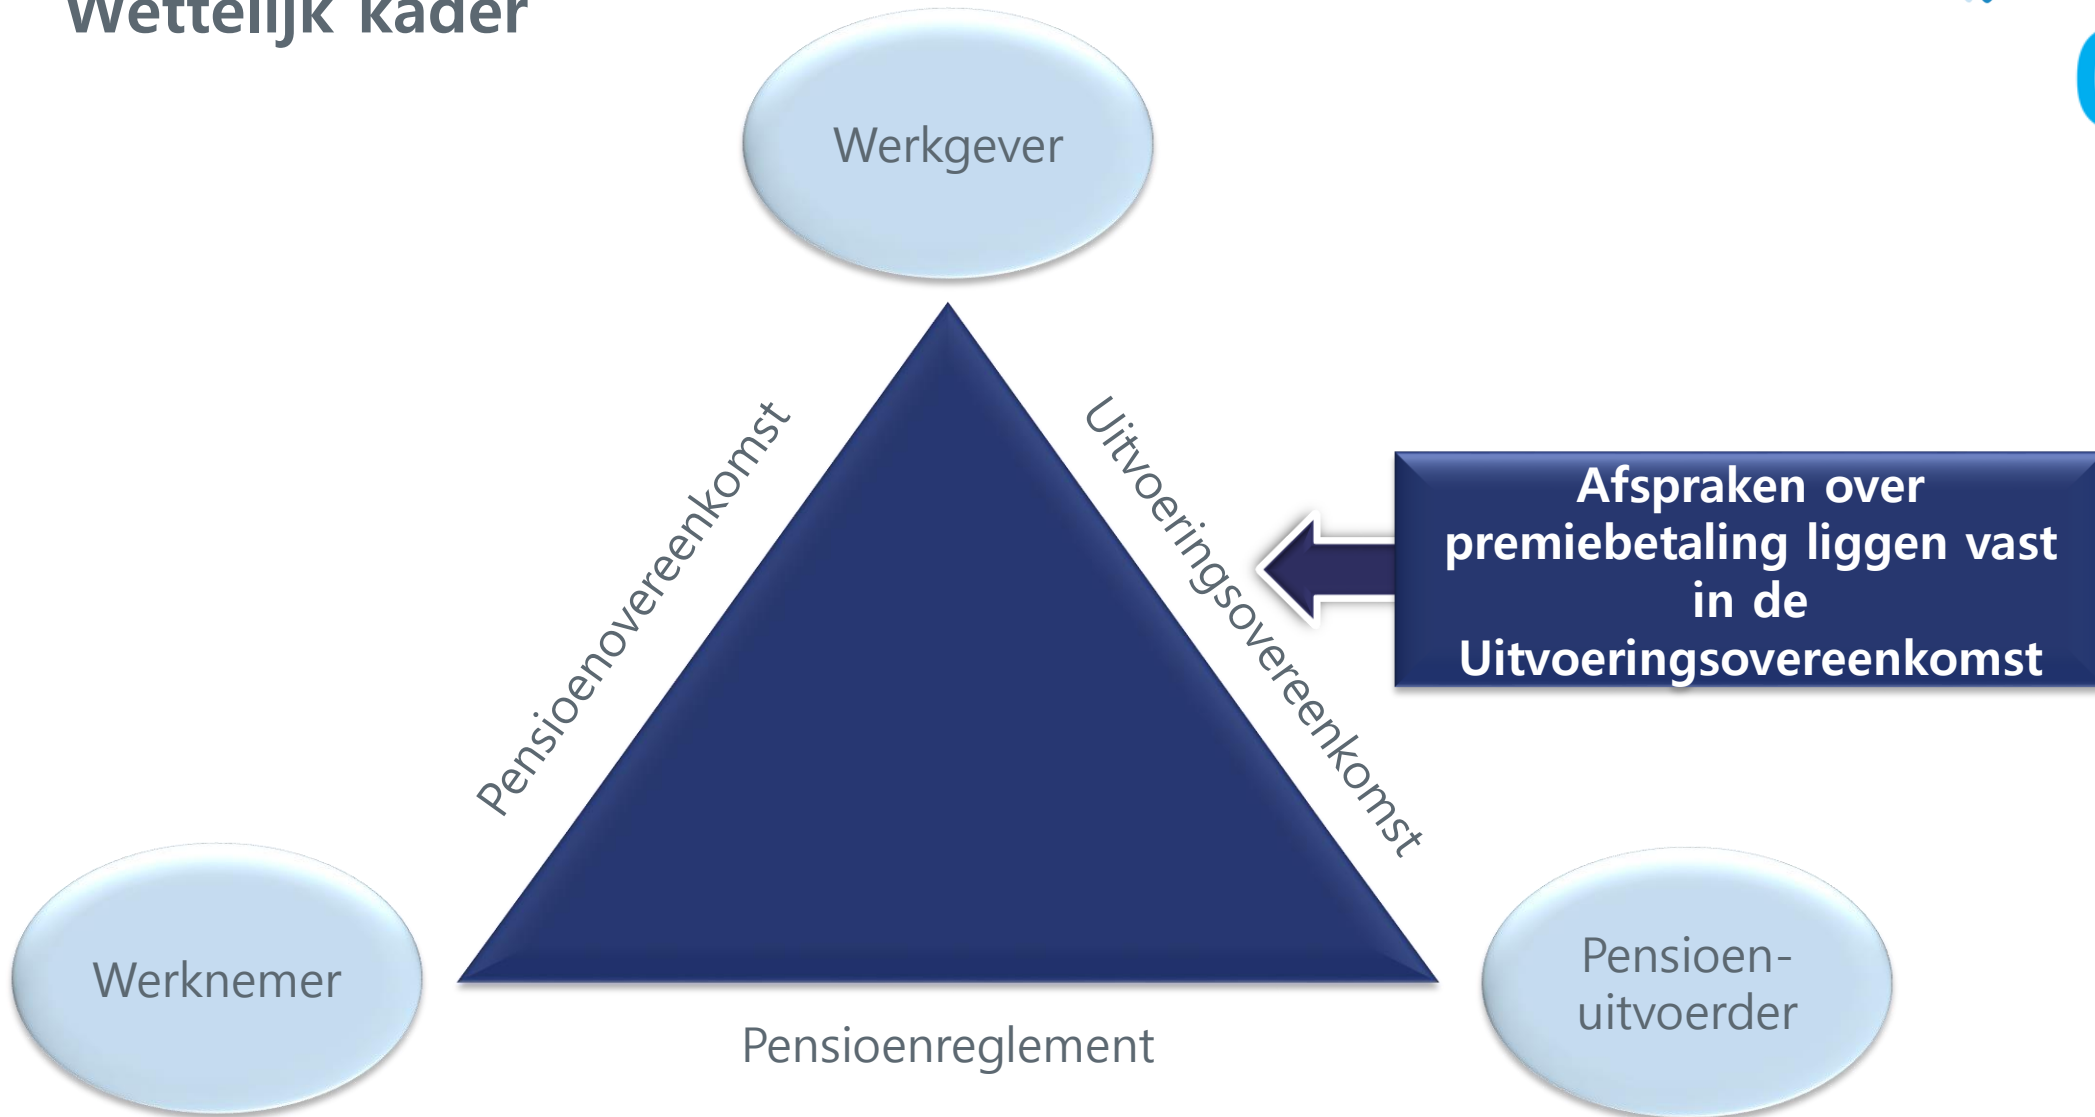 Wettelijk kader
Werkgever
Pensioenovereenkomst
Uitvoeringsovereenkomst
Afspraken over
premiebetaling liggen vast
in de
Uitvoeringsovereenkomst
Werknemer
Pensioen-
uitvoerder
Pensioenreglement